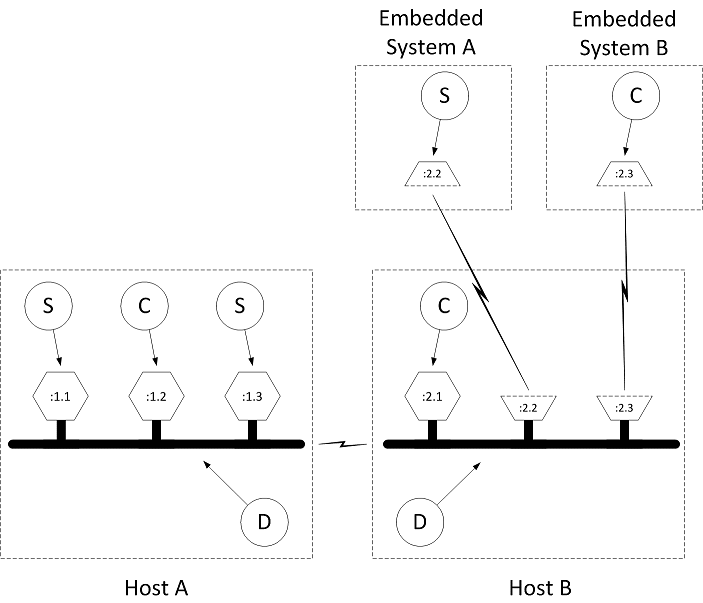 Embedded
System A
Embedded
System B
S
C
:2.2
:2.3
S
C
S
C
:1.1
:1.2
:1.3
:2.1
:2.2
:2.3
D
D
Host A
Host B